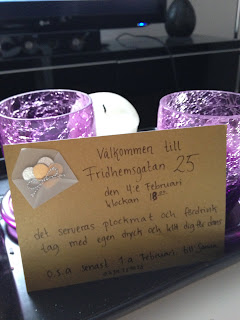 Välkommen till
Fridhemsgatan 25
den 4:e Februari
klockan 18.00
det serveras plockmat och fördrink
tag med egen dryck och klä dig för dans
O.S.A senast 1:a Februari till